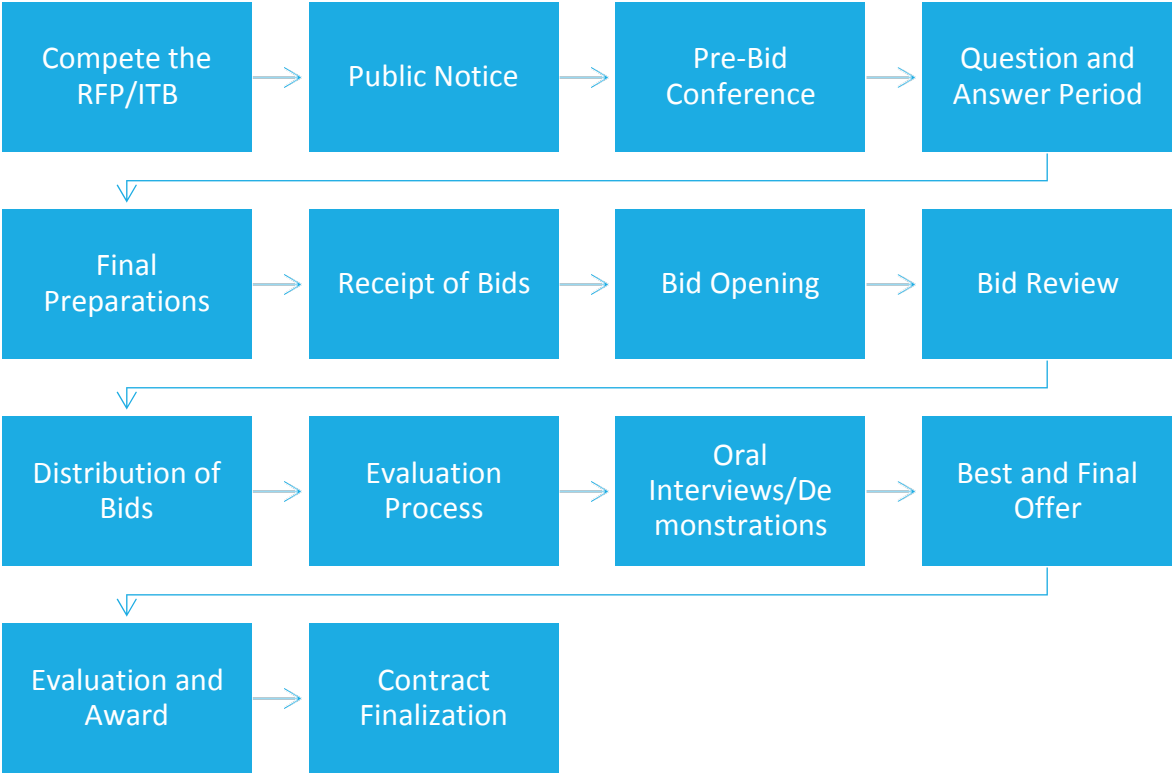 Compete the
RFP/ITB
Public Notice
Pre-Bid
Conference
Question and
Answer Period
Final
Preparations
Receipt of Bids
Bid Opening
Bid Review
Distribution of
Bids
Evaluation
Process
Oral
Interviews/De
monstrations
Best and Final
Offer
Evaluation and
Award
Contract
Finalization